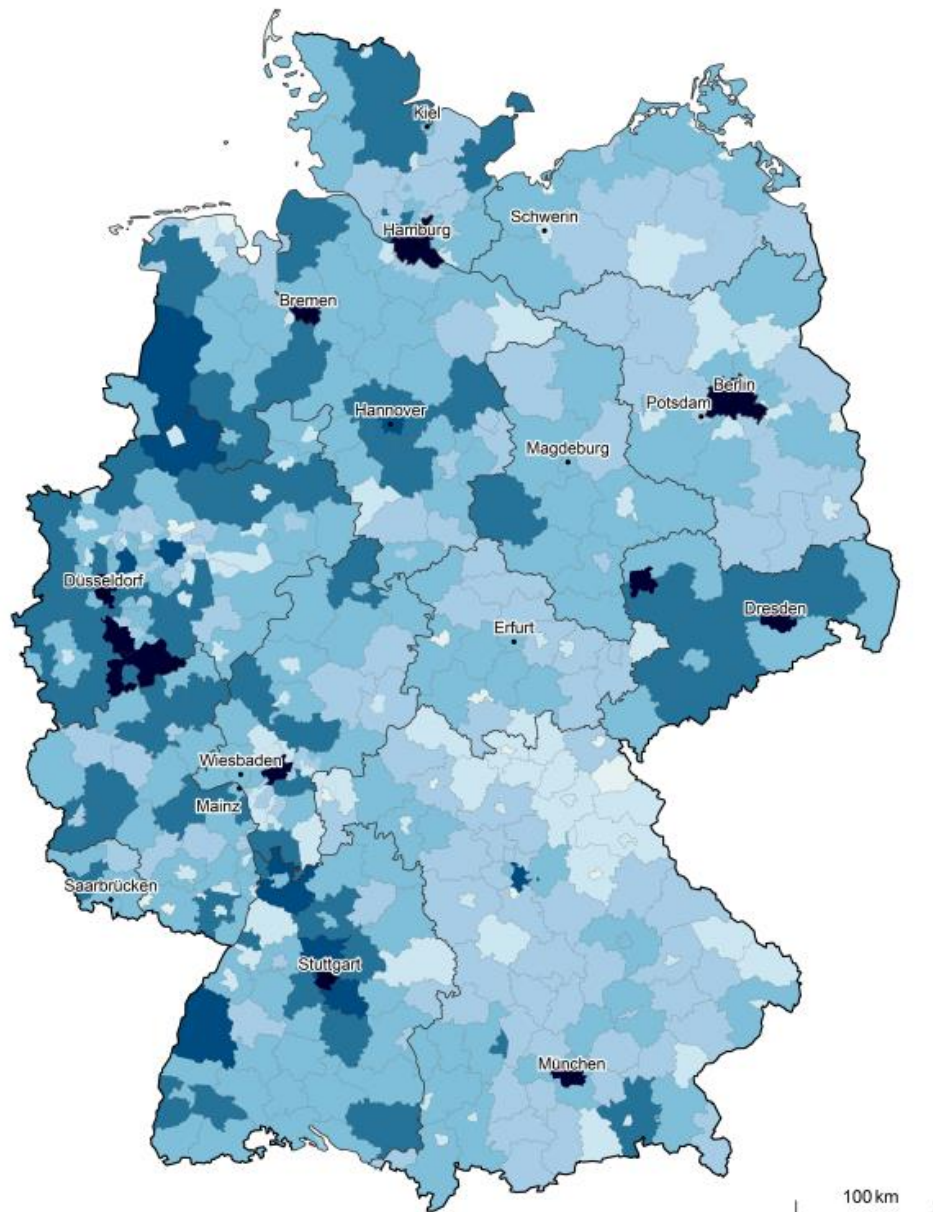 Kiel
Schwerin
Hamburg
Bremen
Berlin
Potsdam
Hannover
Magdeburg
Düsseldorf
Dresden
Erfurt
Wiesbaden
Mainz
Saarbrücken
Stuttgart
München
100 km